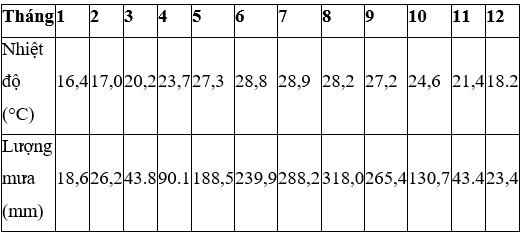 Tháng 1 2 3 4 5 6 7 8 9 10 11 12
Nhiệt
độ 16,4 17,0 20,2 23,7 27,3 28,8 28,9 28,2 27,2 24,6 21,4 18.2
(°C)
Lượng
mưa 18,6 26,2 43.8 90.1 188,5 239,9 288,2 318,0 265,4 130,7 43.4 23,4
(mm)